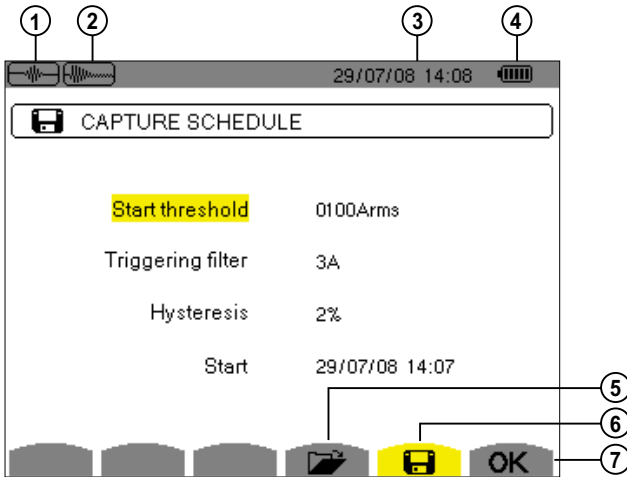 1 2 3 4
29/07/08 14:08
CAPTURE SCHEDULE
Start threshold 0100Arms
Triggering filter 3A
Hysteresis 2%
Start 29/07/08 14:07
5
6
OK 7